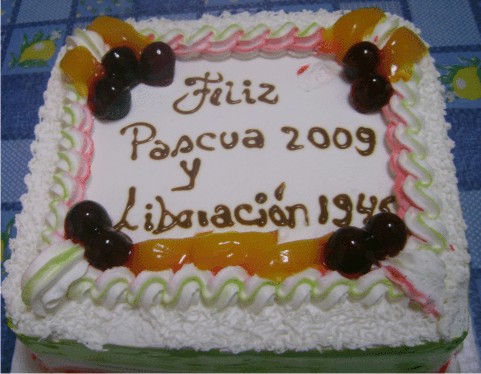 Feliz
Pascua 2009
y
Liberación 1945